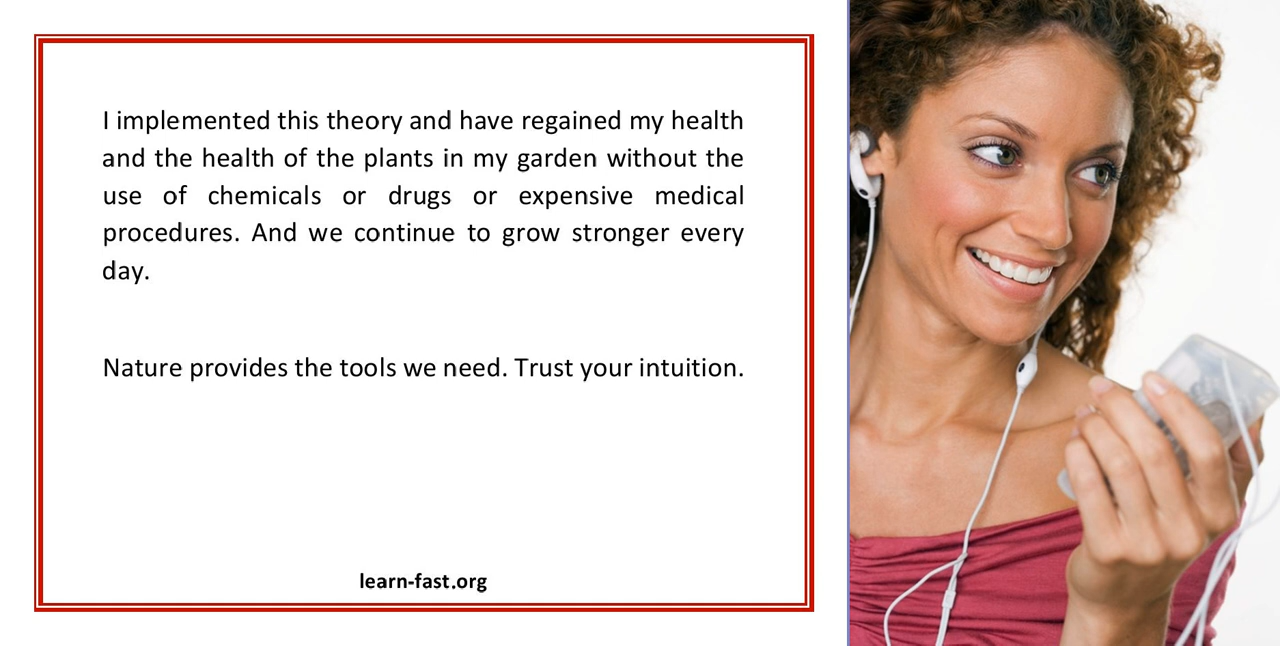 I implemented this theory and have regained my health
and the health of the plants in my garden without the
use of chemicals or drugs or expensive medical
procedures. And we continue to grow stronger every
day.
Nature provides the tools we need. Trust your intuition.
learn-fast.org